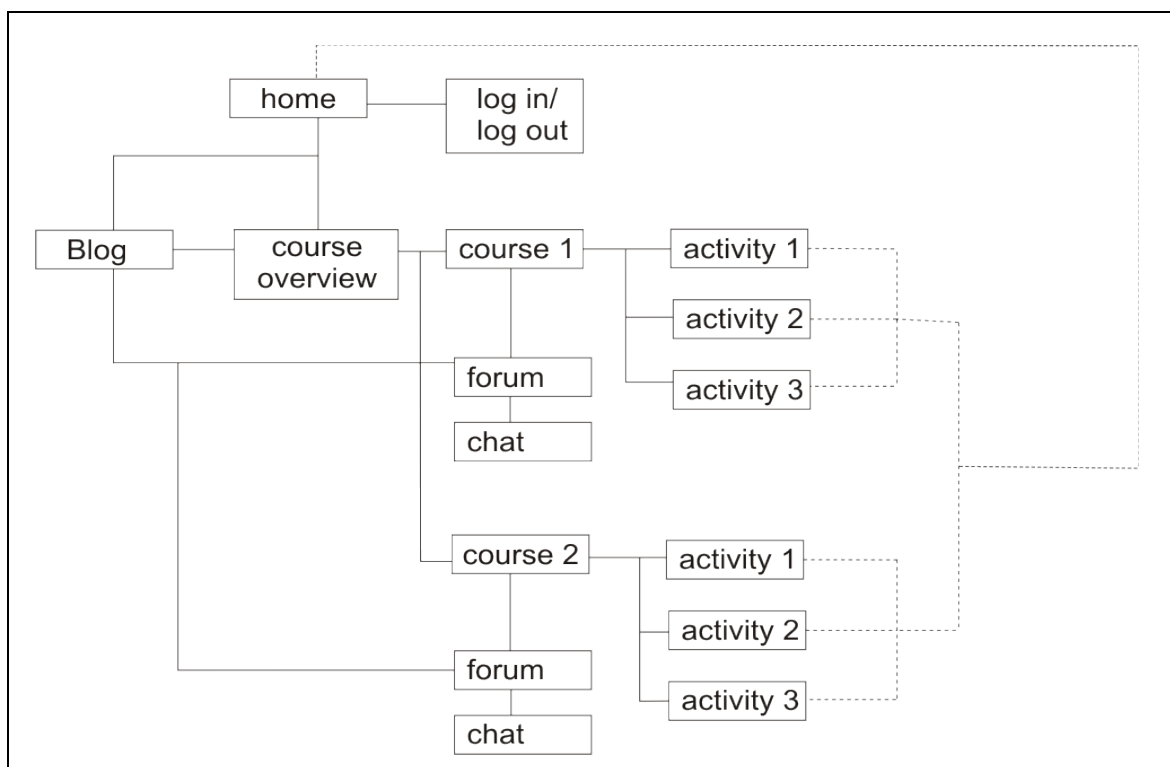 home
log in/
log out
Blog
course
overview
course 1
activity 1
activity 2
activity 3
forum
chat
course 2
activity 1
activity 2
activity 3
forum
chat